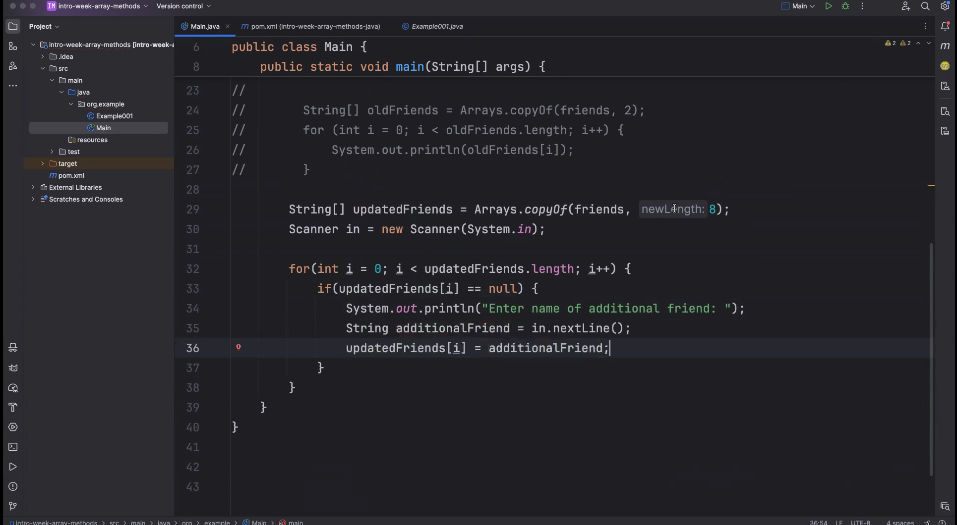 IM intro-week-array-methods Version control Main
Project
Main.java pom.xml (intro-week-array-methods-java) Example001.java
intro-week-array-methods [intro-week-a
.idea
src
main
java
org.example
Example001
Main
resources
test
target
pom.xml
External Libraries
Scratches and Consoles
6 public class Main { 2 2
8 public static void main(String[] args) {
23 //
24 // String[] oldFriends = Arrays.copyOf(friends, 2);
25 // for (int i = 0; i < oldFriends.length; i++) {
26 // System.out.println(oldFriends[i]);
27 // }
28
29 String[] updatedFriends = Arrays.copyOf(friends, newLength: 8);
30 Scanner in = new Scanner(System.in);
31
32 for(int i = 0; i < updatedFriends.length; i++) {
33 if(updatedFriends[i] == null) {
34 System.out.println("Enter name of additional friend: ");
35 String additionalFriend = in.nextLine();
36 updatedFriends[i] = additionalFriend;
37 }
38 }
39 }
40 }
41
42
43
intro-week-array-methods > src > main > java > org > example > Main > main 36:54 LF UTF-8 4 spaces